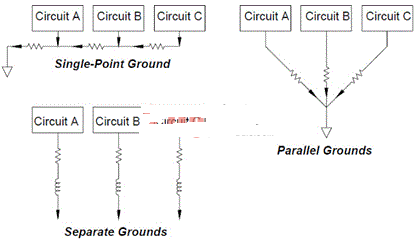 Circuit A
Circuit B
Circuit C
Single-Point Ground
Circuit A
Circuit B
Circuit C
Parallel Grounds
Circuit A
Circuit B
Separate Grounds